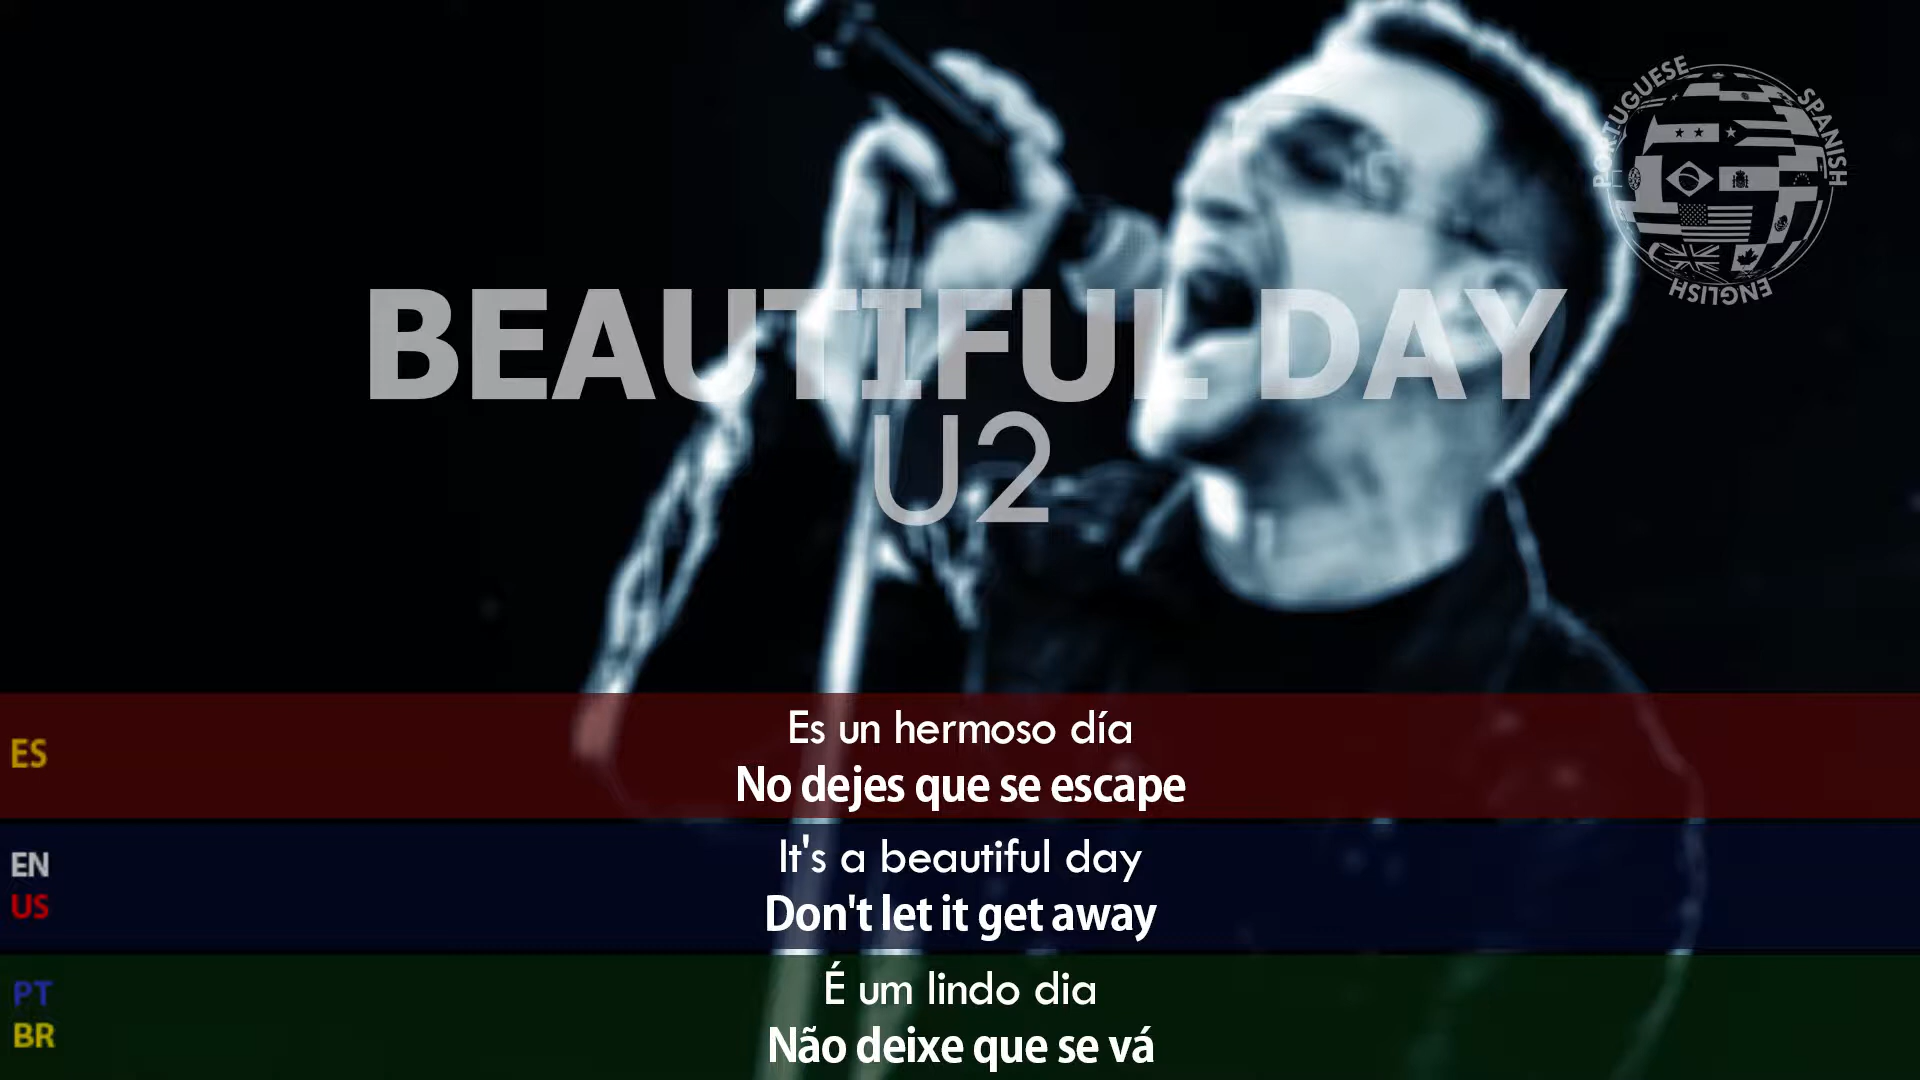 PORTUGUESE
SPANISH
ENGLISH
BEAUTIFUL DAY
U2
ES
Es un hermoso día
No dejes que se escape
EN
US
It's a beautiful day
Don't let it get away
PT
BR
É um lindo dia
Não deixe que se vá